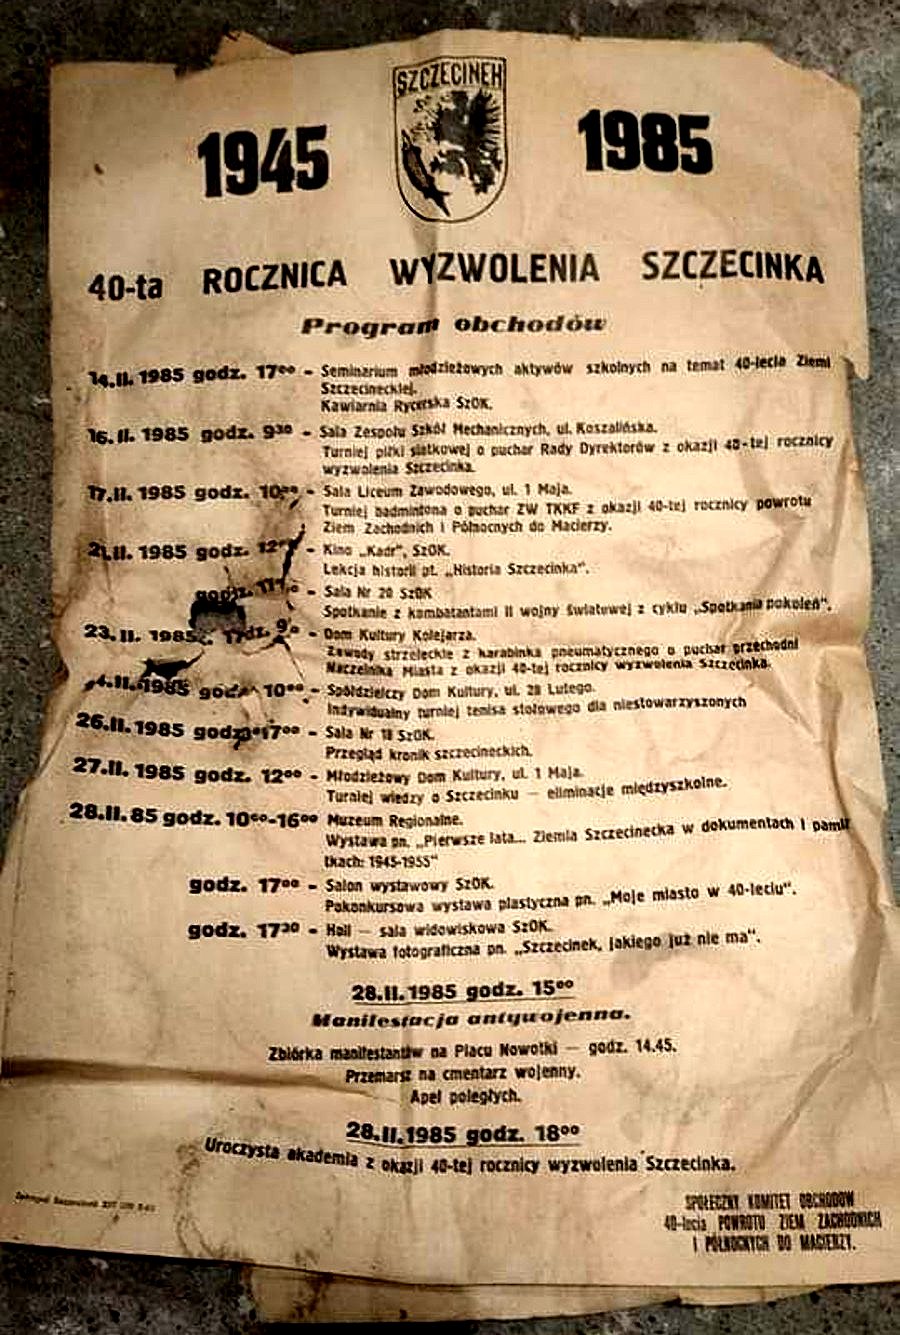 SZCZECINEK
1945 1985
40-ta ROCZNICA WYZWOLENIA SZCZECINKA
Program obchodów
14.II. 1985 godz. 17⁰⁰ - Seminarium młodzieżowych aktywów szkolnych na temat 40-lecia Ziemi
Szczecineckiej.
Kawiarnia Rycerska SzOK.
16.II. 1985 godz. 9³⁰ - Sala Zespołu Szkół Mechanicznych, ul. Koszalińska.
Turniej piłki siatkowej o puchar Rady Dyrektorów z okazji 40-tej rocznicy
wyzwolenia Szczecinka.
17.II. 1985 godz. 10⁰⁰ - Sala Liceum Zawodowego, ul. 1 Maja.
Turniej badmintona o puchar ZW TKKF z okazji 40-tej rocznicy powrotu
Ziem Zachodnich i Północnych do Macierzy.
21.II. 1985 godz. 12 - Kino „Kadr", SzOK.
Lekcja historii pt. „Historia Szczecinka".
godz. - Sala Nr 20 SzOK
Spotkanie z kombatantami II wojny światowej z cyklu „Spotkania pokoleń".
23.II. 1985 - Dom Kultury Kolejarza.
Zawody strzeleckie z karabinka pneumatycznego o puchar przechodni
Naczelnika Miasta z okazji 40-tej rocznicy wyzwolenia Szczecinka.
4.II. 1985 godz. 10⁰⁰ - Spółdzielczy Dom Kultury, ul. 28 Lutego.
Indywidualny turniej tenisa stołowego dla niestowarzyszonych
26.II. 1985 godz. 17⁰⁰ - Sala Nr 18 SzOK.
Przegląd kronik szczecineckich.
27.II. 1985 godz. 12⁰⁰ - Młodzieżowy Dom Kultury, ul. 1 Maja.
Turniej wiedzy o Szczecinku — eliminacje międzyszkolne.
28.II.85 godz. 10⁰⁰-16⁰⁰ Muzeum Regionalne.
Wystawa pn. „Pierwsze lata... Ziemia Szczecinecka w dokumentach i pamią
tkach: 1945-1955"
godz. 17⁰⁰ - Salon wystawowy SzOK.
Pokonkursowa wystawa plastyczna pn. „Moje miasto w 40-leciu".
godz. 17³⁰ - Hall — sala widowiskowa SzOK.
Wystawa fotograficzna pn. „Szczecinek, jakiego już nie ma".
28.II.1985 godz. 15⁰⁰
Manifestacja antywojenna.
Zbiórka manifestantów na Placu Nowotki — godz. 14.45.
Przemarsz na cmentarz wojenny.
Apel poległych.
28.II.1985 godz. 18⁰⁰
Uroczysta akademia z okazji 40-tej rocznicy wyzwolenia Szczecinka.
SPOŁECZNY KOMITET OBCHODÓW
40-lecia POWROTU ZIEM ZACHODNICH
I PÓŁNOCNYCH DO MACIERZY.